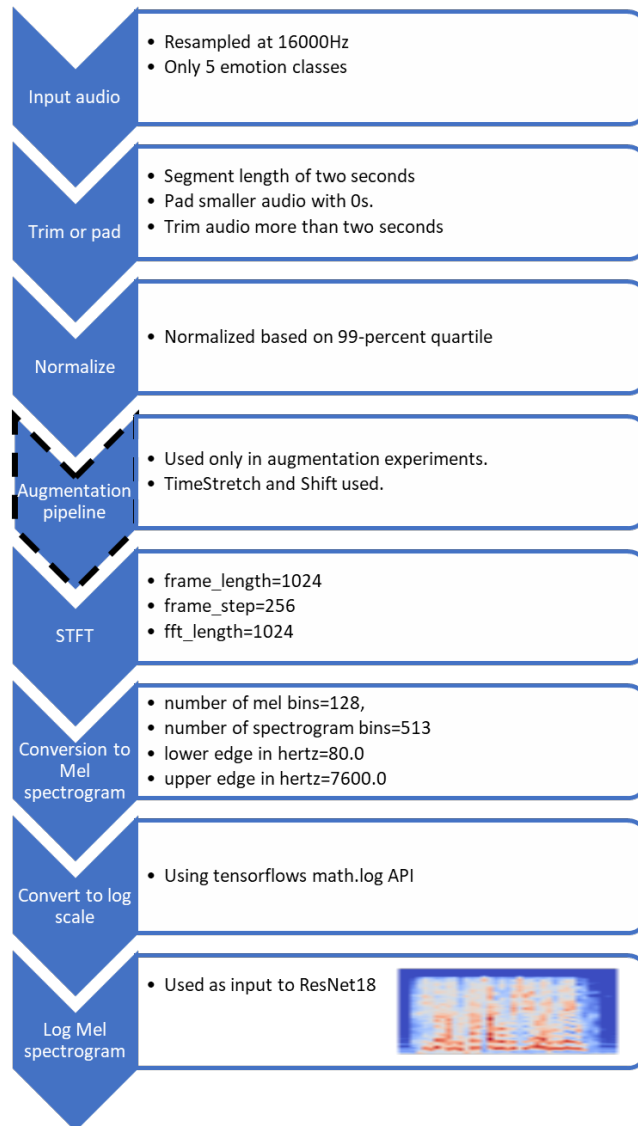 Input audio
• Resampled at 16000Hz
• Only 5 emotion classes
Trim or pad
• Segment length of two seconds
• Pad smaller audio with 0s.
• Trim audio more than two seconds
Normalize
• Normalized based on 99-percent quartile
Augmentation
pipeline
• Used only in augmentation experiments.
• TimeStretch and Shift used.
STFT
• frame_length=1024
• frame_step=256
• fft_length=1024
Conversion to
Mel
spectrogram
• number of mel bins=128,
• number of spectrogram bins=513
• lower edge in hertz=80.0
• upper edge in hertz=7600.0
Convert to log
scale
• Using tensorflows math.log API
Log Mel
spectrogram
• Used as input to ResNet18